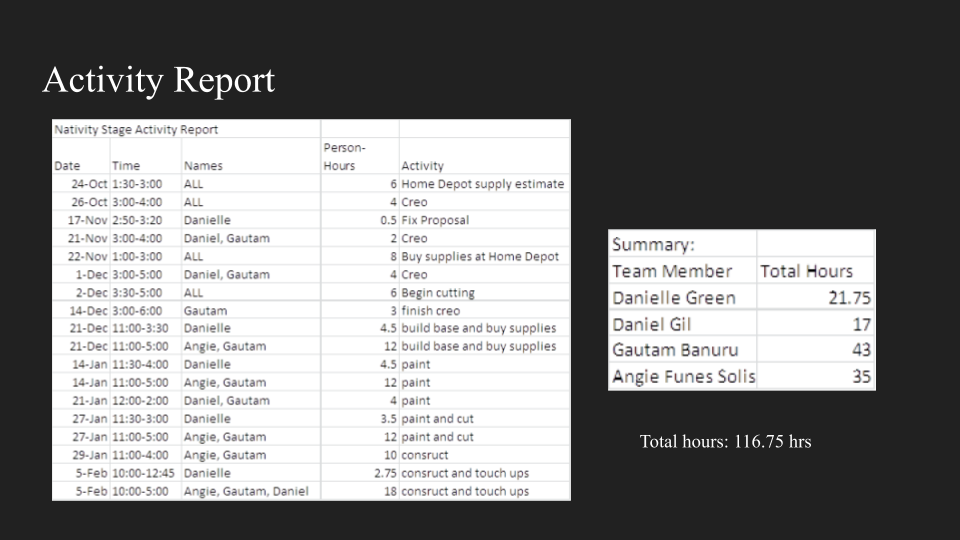 Activity Report
Nativity Stage Activity Report
Person-
Date Time Names Hours Activity
24-Oct 1:30-3:00 ALL 6 Home Depot supply estimate
26-Oct 3:00-4:00 ALL 4 Creo
17-Nov 2:50-3:20 Danielle 0.5 Fix Proposal
21-Nov 3:00-4:00 Daniel, Gautam 2 Creo
22-Nov 1:00-3:00 ALL 8 Buy supplies at Home Depot
1-Dec 3:00-5:00 Daniel, Gautam 4 Creo
2-Dec 3:30-5:00 ALL 6 Begin cutting
14-Dec 3:00-6:00 Gautam 3 finish creo
21-Dec 11:00-3:30 Danielle 4.5 build base and buy supplies
21-Dec 11:00-5:00 Angie, Gautam 12 build base and buy supplies
14-Jan 11:30-4:00 Danielle 4.5 paint
14-Jan 11:00-5:00 Angie, Gautam 12 paint
21-Jan 12:00-2:00 Daniel, Gautam 4 paint
27-Jan 11:30-3:00 Danielle 3.5 paint and cut
27-Jan 11:00-5:00 Angie, Gautam 12 paint and cut
29-Jan 11:00-4:00 Angie, Gautam 10 consruct
5-Feb 10:00-12:45 Danielle 2.75 consruct and touch ups
5-Feb 10:00-5:00 Angie, Gautam, Daniel 18 consruct and touch ups
Summary:
Team Member Total Hours
Danielle Green 21.75
Daniel Gil 17
Gautam Banuru 43
Angie Funes Solis 35
Total hours: 116.75 hrs